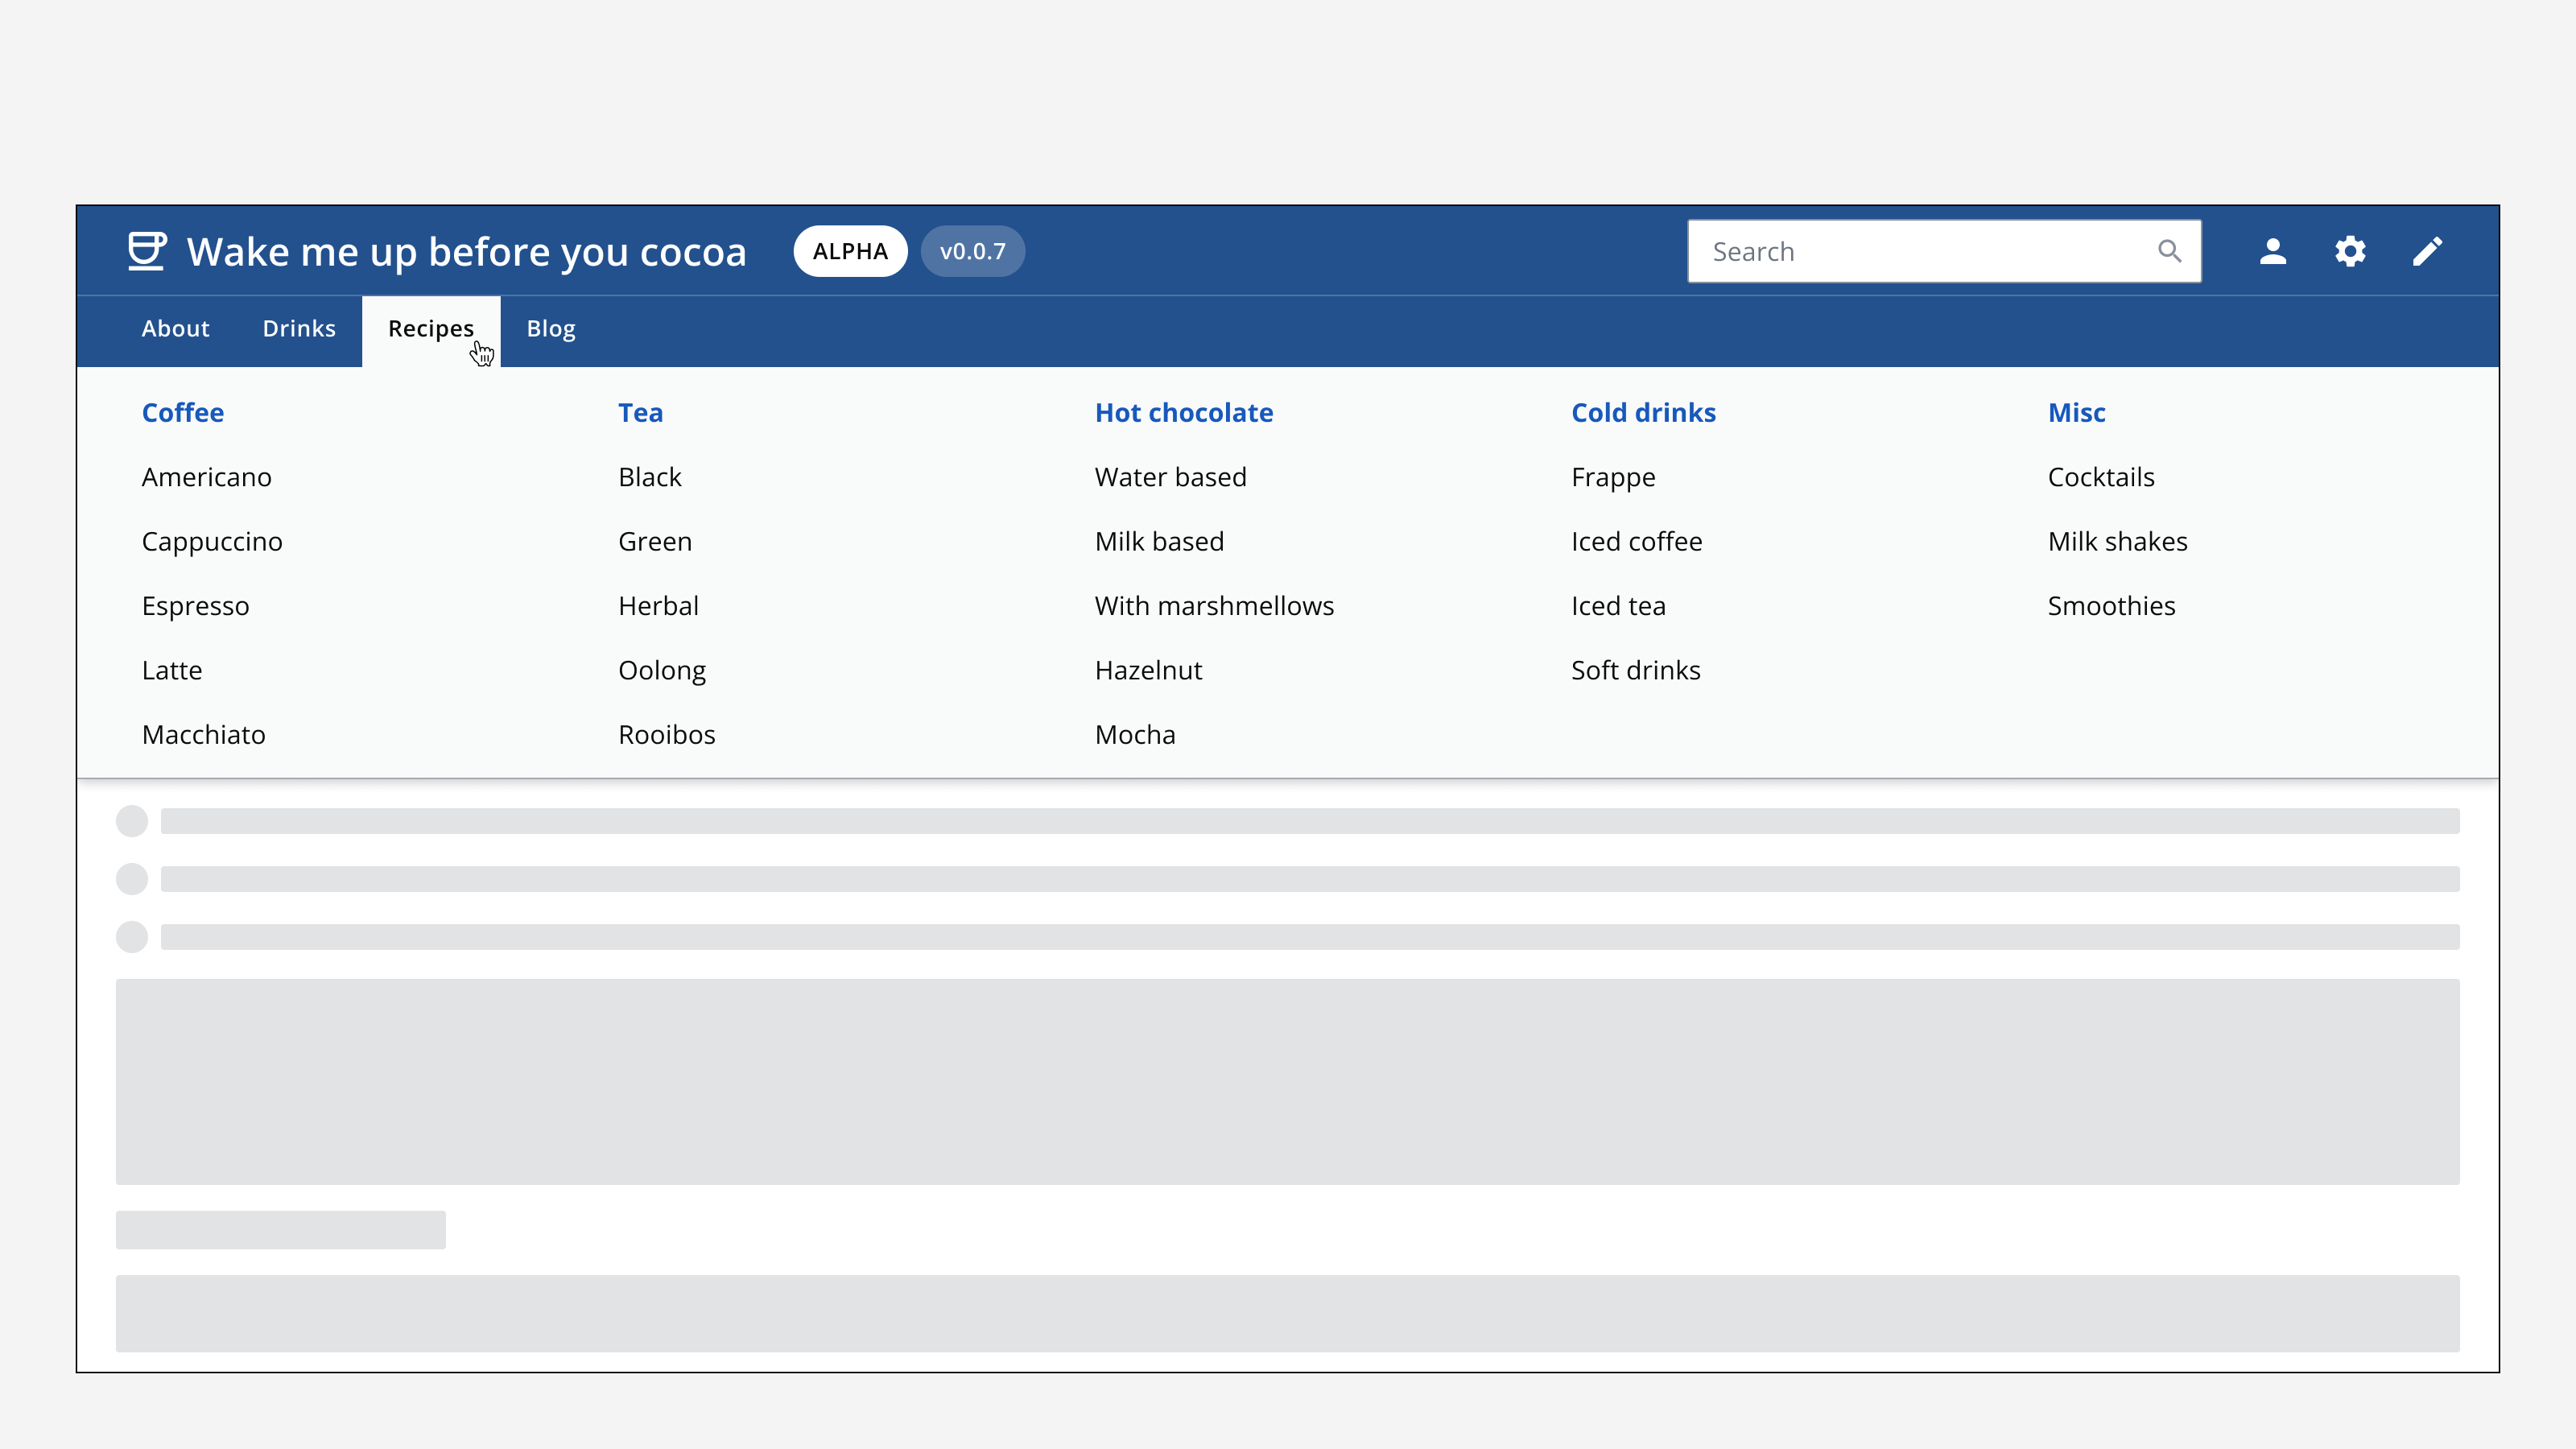 Wake me up before you cocoa ALPHA v0.0.7 Search
About Drinks Recipes Blog
Coffee
Americano
Cappuccino
Espresso
Latte
Macchiato
Tea
Black
Green
Herbal
Oolong
Rooibos
Hot chocolate
Water based
Milk based
With marshmellows
Hazelnut
Mocha
Cold drinks
Frappe
Iced coffee
Iced tea
Soft drinks
Misc
Cocktails
Milk shakes
Smoothies